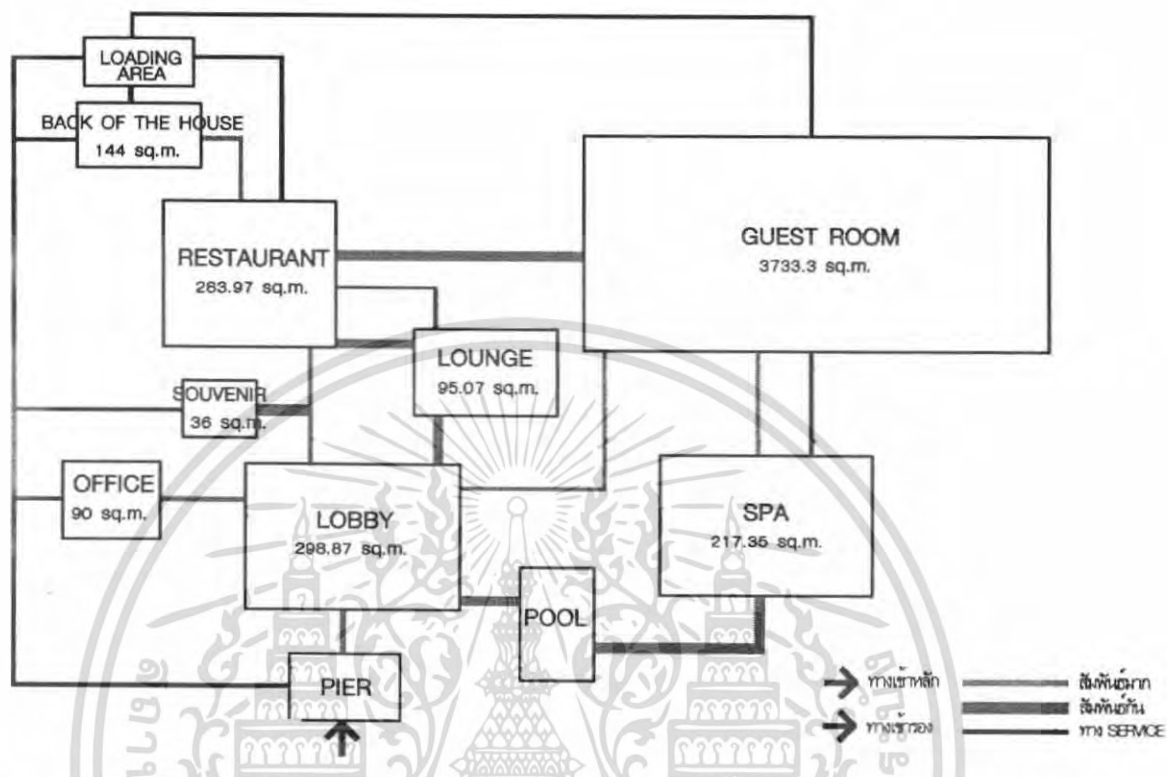 LOADING
AREA
BACK OF THE HOUSE
144 sq.m.
RESTAURANT
263.97 sq.m.
GUEST ROOM
3733.3 sq.m.
LOUNGE
95.07 sq.m.
SOUVENIR
36 sq.m.
OFFICE
90 sq.m.
LOBBY
298.87 sq.m.
SPA
217.35 sq.m.
POOL
PIER
ทางเข้าหลัก
สัมพันธ์มาก
สัมพันธ์กัน
ทางเข้ารอง
ทาง SERVICE